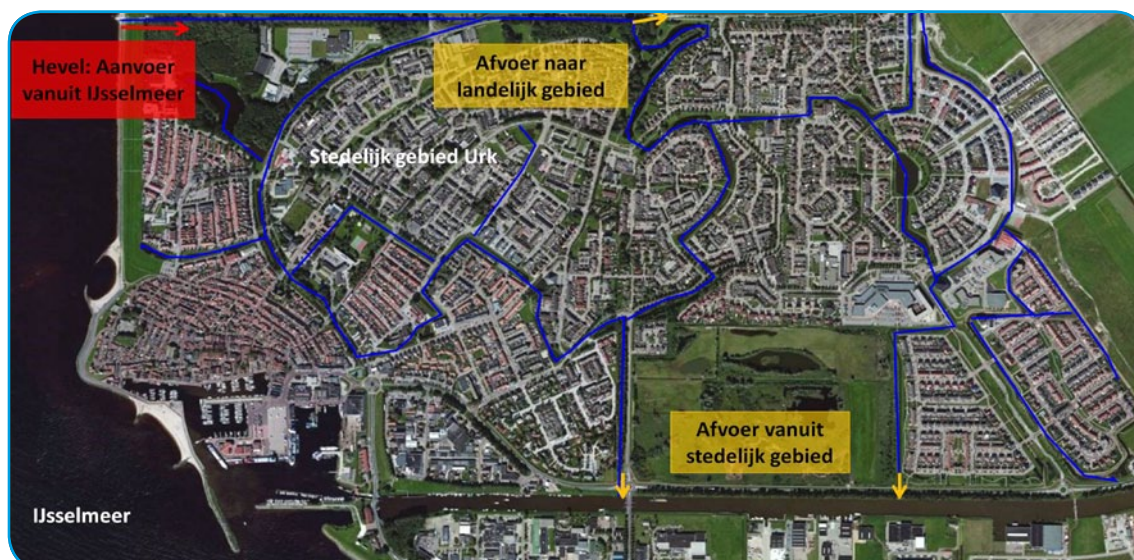 Hevel: Aanvoer
vanuit IJsselmeer
Afvoer naar
landelijk gebied
Stedelijk gebied Urk
Afvoer vanuit
stedelijk gebied
IJsselmeer